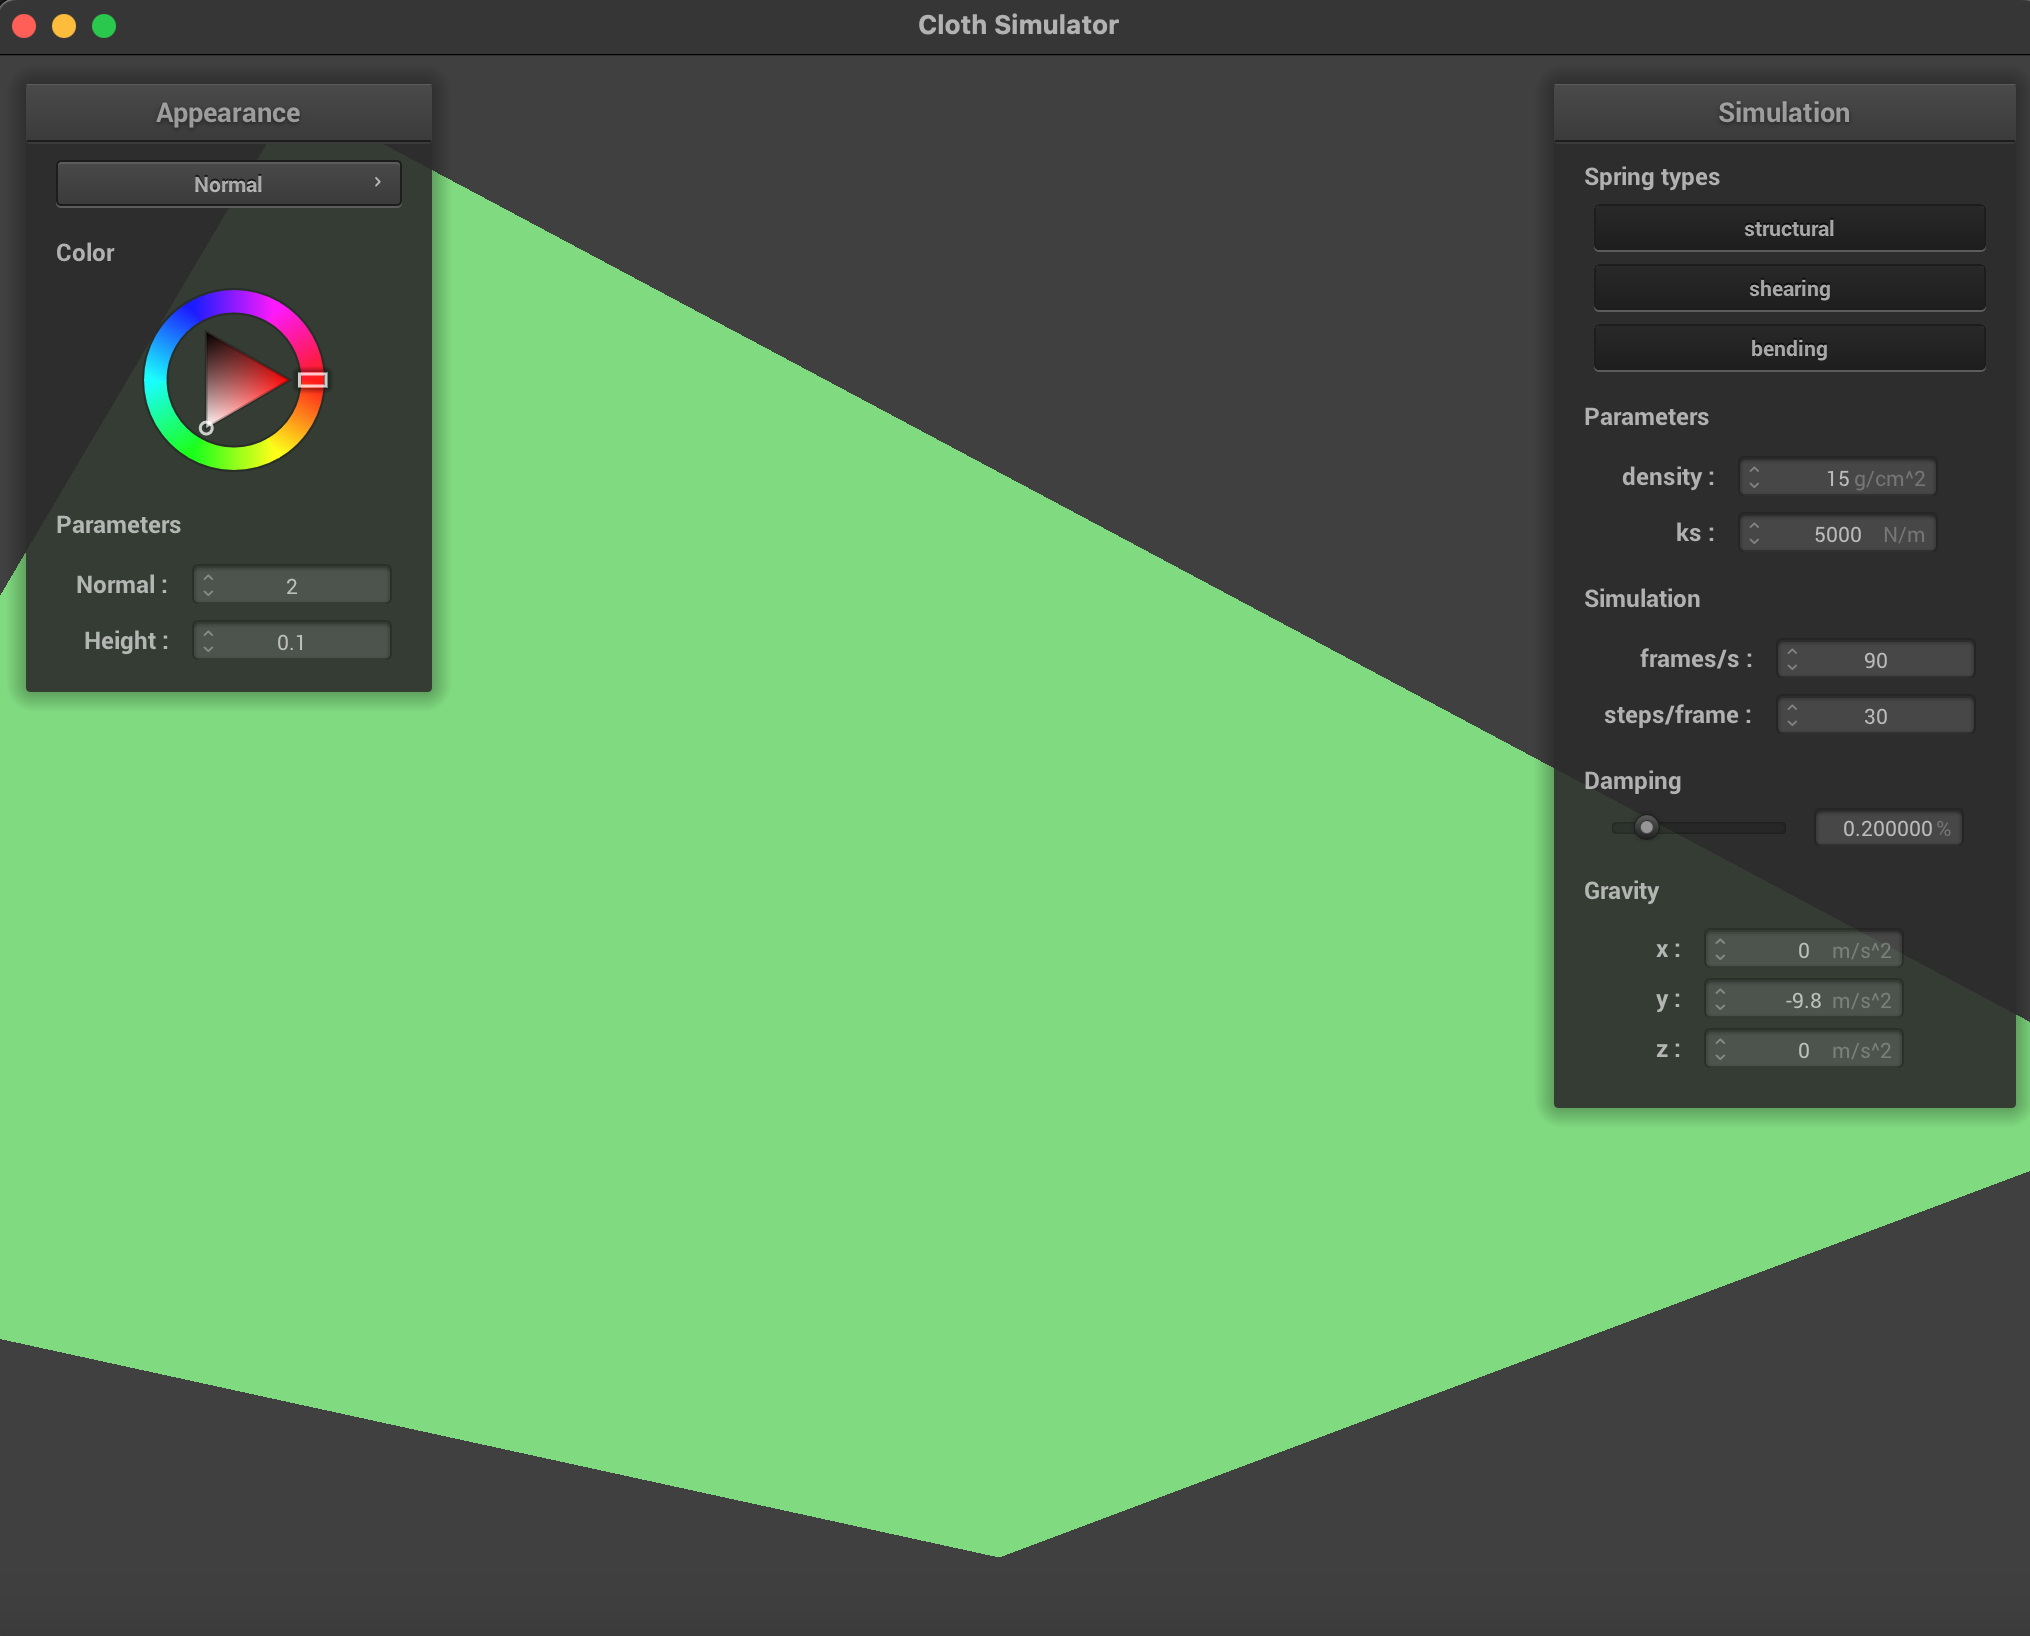 Cloth Simulator
Appearance
Normal
Color
Parameters
Normal : 2
Height : 0.1
Simulation
Spring types
structural
shearing
bending
Parameters
density : 15 g/cm^2
ks : 5000 N/m
Simulation
frames/s : 90
steps/frame : 30
Damping
0.200000 %
Gravity
x : 0 m/s^2
y : -9.8 m/s^2
z : 0 m/s^2